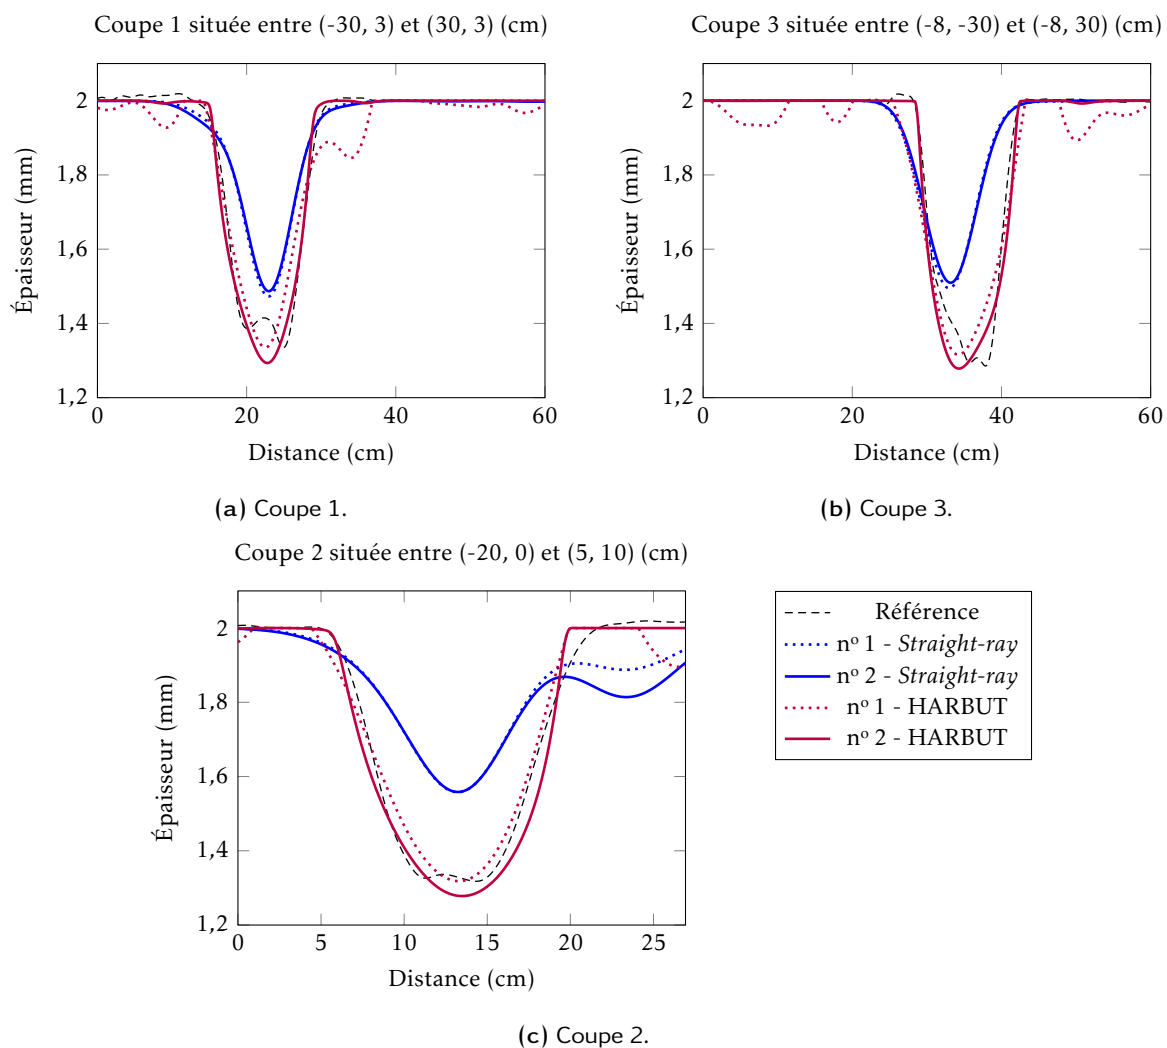 Coupe 1 située entre (-30, 3) et (30, 3) (cm)
2
1,8
1,6
1,4
1,2
Épaisseur (mm)
0
20
40
60
Distance (cm)
(a) Coupe 1.
Coupe 3 située entre (-8, -30) et (-8, 30) (cm)
2
1,8
1,6
1,4
1,2
Épaisseur (mm)
0
20
40
60
Distance (cm)
(b) Coupe 3.
Coupe 2 située entre (-20, 0) et (5, 10) (cm)
2
1,8
1,6
1,4
1,2
Épaisseur (mm)
0
5
10
15
20
25
Distance (cm)
(c) Coupe 2.
Référence
nº 1 - Straight-ray
nº 2 - Straight-ray
nº 1 - HARBUT
nº 2 - HARBUT